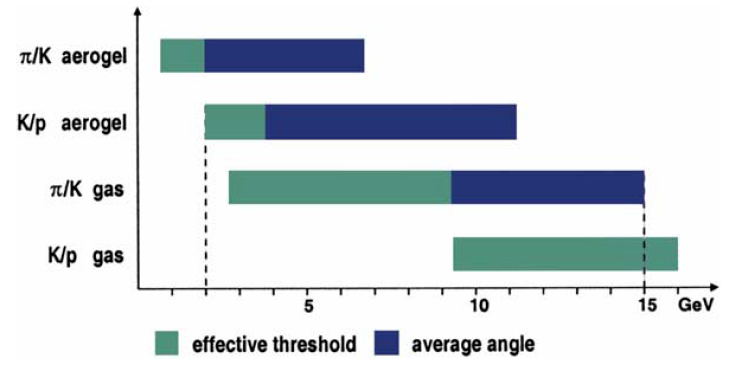 π/K aerogel
K/p aerogel
π/K gas
K/p gas
5 10 15 GeV
effective threshold average angle